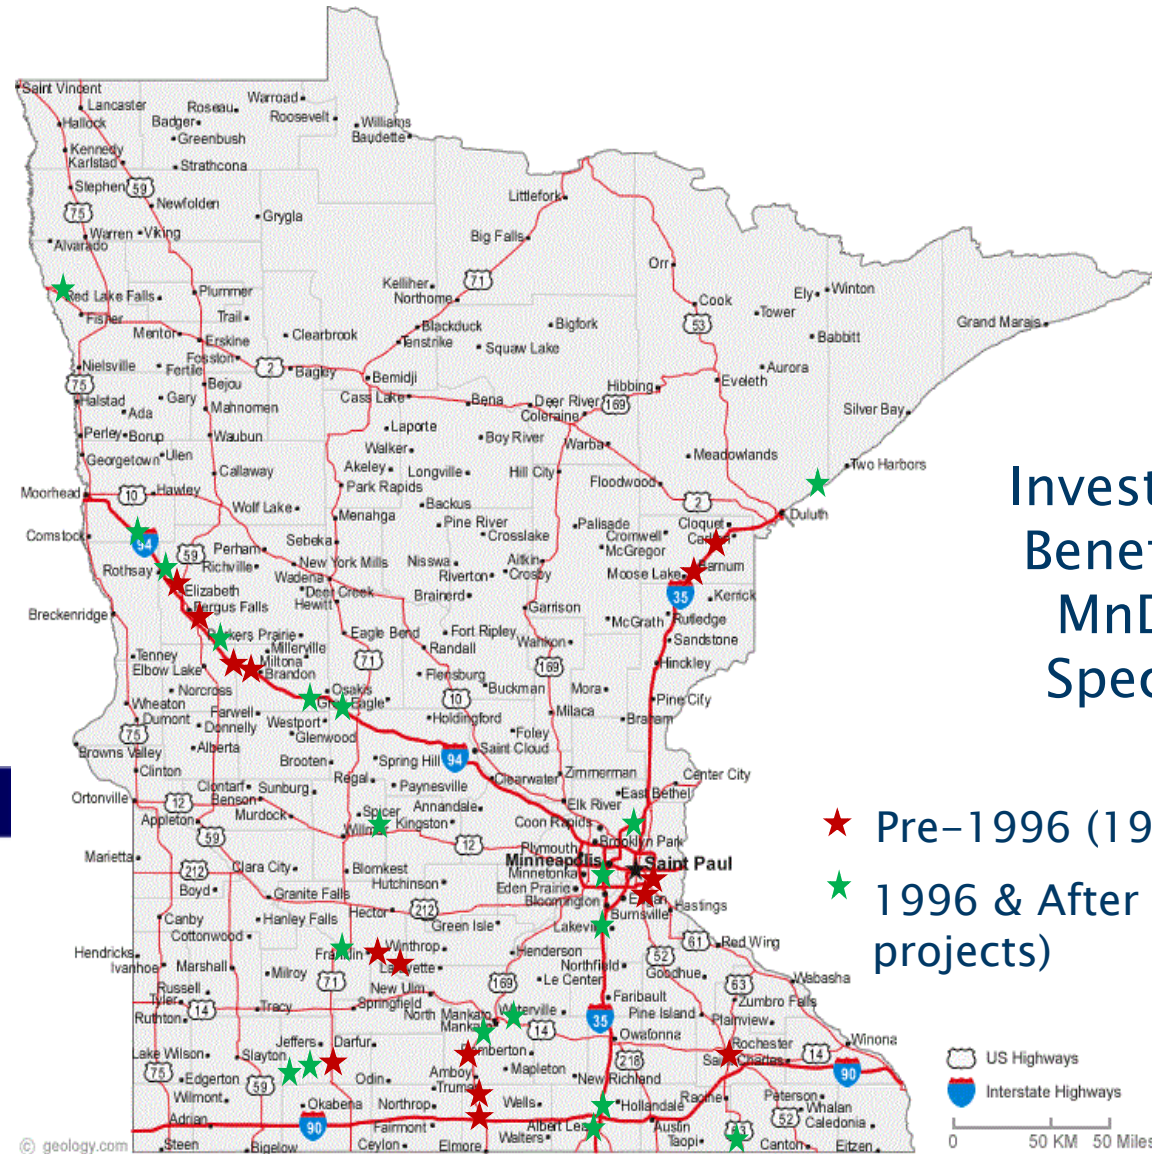 Saint Vincent
Lancaster
Hallock
Roseau
Warroad
Badger
Roosevelt
Williams
Greenbush
Baudette
Kennedy
Karlstad
Strathcona
Stephen
59
Newfolden
Littlefork
75
Grygla
Warren
Viking
Alvarado
Big Falls
Orr
71
Kelliher
Northome
Ely
Winton
Red Lake Falls
Plummer
Cook
Tower
Fisher
Trail
Blackduck
Bigfork
53
Grand Marais
Mentor
Erskine
Clearbrook
Tenstrike
Squaw Lake
Babbitt
Fosston
2
Nielsville
Fertile
Bagley
Bemidji
Aurora
75
Bejou
Hibbing
Eveleth
Halstad
Gary
Mahnomen
Cass Lake
Bena
Deer River
169
Ada
Coleraine
Silver Bay
Perley
Borup
Waubun
Laporte
Boy River
Warba
Georgetown
Ulen
Walker
Meadowlands
Callaway
Akeley
Longville
Hill City
Two Harbors
Moorhead
10
Hawley
Park Rapids
Floodwood
2
Invest
Wolf Lake
Backus
Duluth
Menahga
Pine River
Palisade
Cloquet
Comstock
94
Crosslake
Cromwell
59
Perham
Sebeka
McGregor
Benef
Rothsay
Richville
New York Mills
Nisswa
Aitkin
Barnum
Wadena
Riverton
Crosby
Moose Lake
Elizabeth
Deer Creek
Brainerd
35
Kerrick
Breckenridge
Fergus Falls
Hewitt
Garrison
MnD
McGrath
Rutledge
Parkers Prairie
Eagle Bend
Fort Ripley
Wahkon
Sandstone
Millerville
Randall
Tenney
Miltona
71
169
Hinckley
Elbow Lake
Brandon
Flensburg
Spec
Norcross
Osakis
10
Buckman
Mora
Pine City
Wheaton
Eagle
Dumont
Farwell
Westport
Holdingford
Milaca
Braham
75
Donnelly
Glenwood
Foley
Browns Valley
Alberta
Saint Cloud
Brooten
Spring Hill
94
Clinton
Regal
Clearwater
Zimmerman
Center City
Clontarf
Sunburg
Paynesville
East Bethel
Ortonville
12
Benson
Annandale
Elk River
Appleton
Murdock
Spicer
Kingston
Coon Rapids
59
Willmar
Brooklyn Park
Pre-1996 (19
12
Plymouth
Marietta
Minneapolis
Saint Paul
212
Clara City
Blomkest
Minnetonka
Boyd
Hutchinson
Eden Prairie
Granite Falls
Bloomington
Hastings
1996 & After
Canby
Hanley Falls
Hector
212
Burnsville
Cottonwood
Green Isle
Lakeville
Hendricks
Winthrop
61
Red Wing
projects)
Ivanhoe
Marshall
Franklin
Henderson
52
Milroy
Lafayette
Northfield
Goodhue
71
169
Le Center
63
Wabasha
Russell
New Ulm
Tyler
Faribault
Zumbro Falls
14
Tracy
Springfield
North Mankato
Waterville
Pine Island
Ruthton
14
35
Plainview
Owatonna
Jeffers
Darfur
Rochester
Winona
Lake Wilson
Slayton
218
Saint Charles
14
US Highways
75
Edgerton
Amboy
Mapleton
90
59
Odin
New Richland
Interstate Highways
Wilmont
Okabena
Northrop
Wells
Hollandale
Racine
Peterson
Whalan
Adrian
90
Fairmont
Albert Lea
Austin
52
Caledonia
0
50 KM
50 Miles
© geology.com
Steen
Bigelow
Ceylon
Elmore
Walters
Taopi
63
Canton
Eitzen